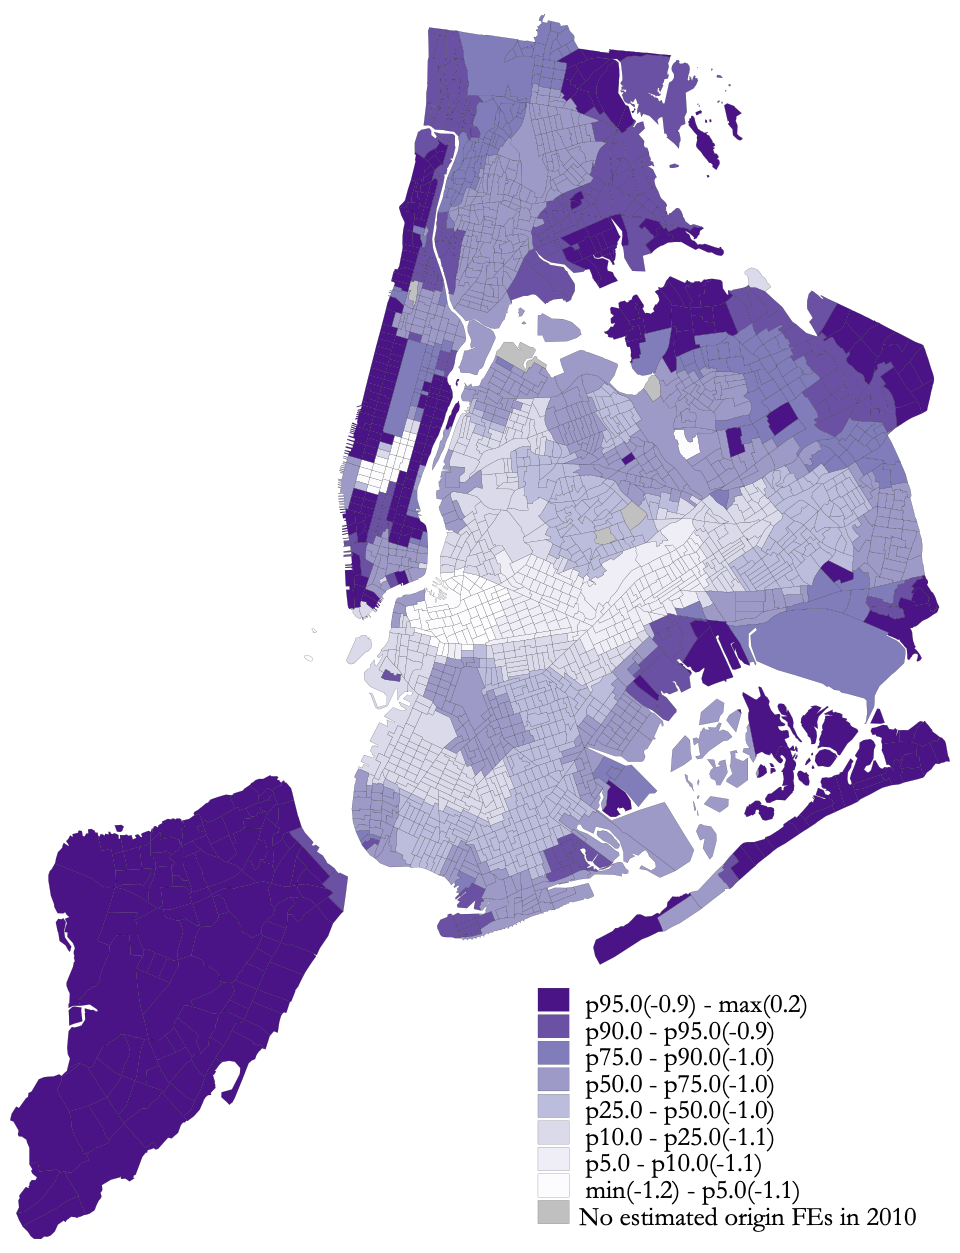 p95.0(-0.9) - max(0.2)
p90.0 - p95.0(-0.9)
p75.0 - p90.0(-1.0)
p50.0 - p75.0(-1.0)
p25.0 - p50.0(-1.0)
p10.0 - p25.0(-1.1)
p5.0 - p10.0(-1.1)
min(-1.2) - p5.0(-1.1)
No estimated origin FEs in 2010